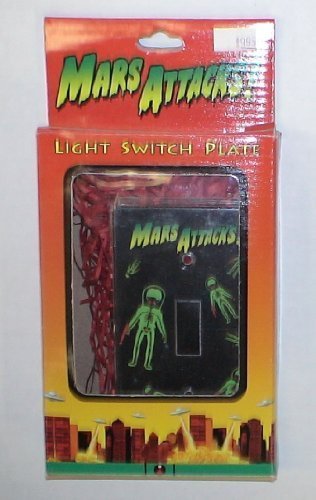 MARS ATTACKS!
LIGHT SWITCH PLATE
MARS ATTACKS